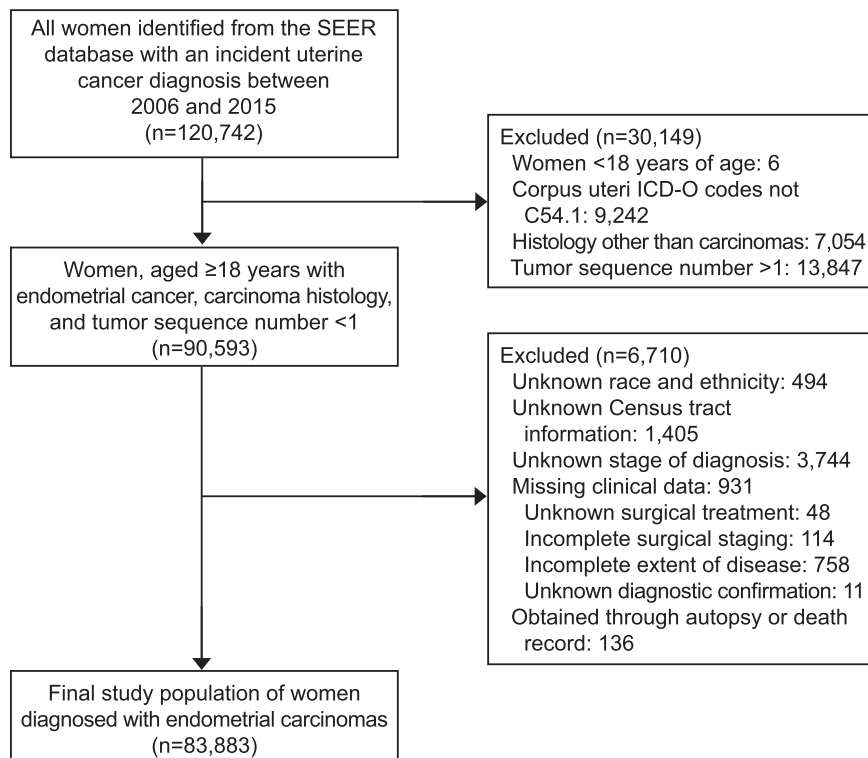 All women identified from the SEER
database with an incident uterine
cancer diagnosis between
2006 and 2015
(n=120,742)
Excluded (n=30,149)
Women <18 years of age: 6
Corpus uteri ICD-O codes not
C54.1: 9,242
Histology other than carcinomas: 7,054
Tumor sequence number >1: 13,847
Women, aged ≥18 years with
endometrial cancer, carcinoma histology,
and tumor sequence number <1
(n=90,593)
Excluded (n=6,710)
Unknown race and ethnicity: 494
Unknown Census tract
information: 1,405
Unknown stage of diagnosis: 3,744
Missing clinical data: 931
Unknown surgical treatment: 48
Incomplete surgical staging: 114
Incomplete extent of disease: 758
Unknown diagnostic confirmation: 11
Obtained through autopsy or death
record: 136
Final study population of women
diagnosed with endometrial carcinomas
(n=83,883)